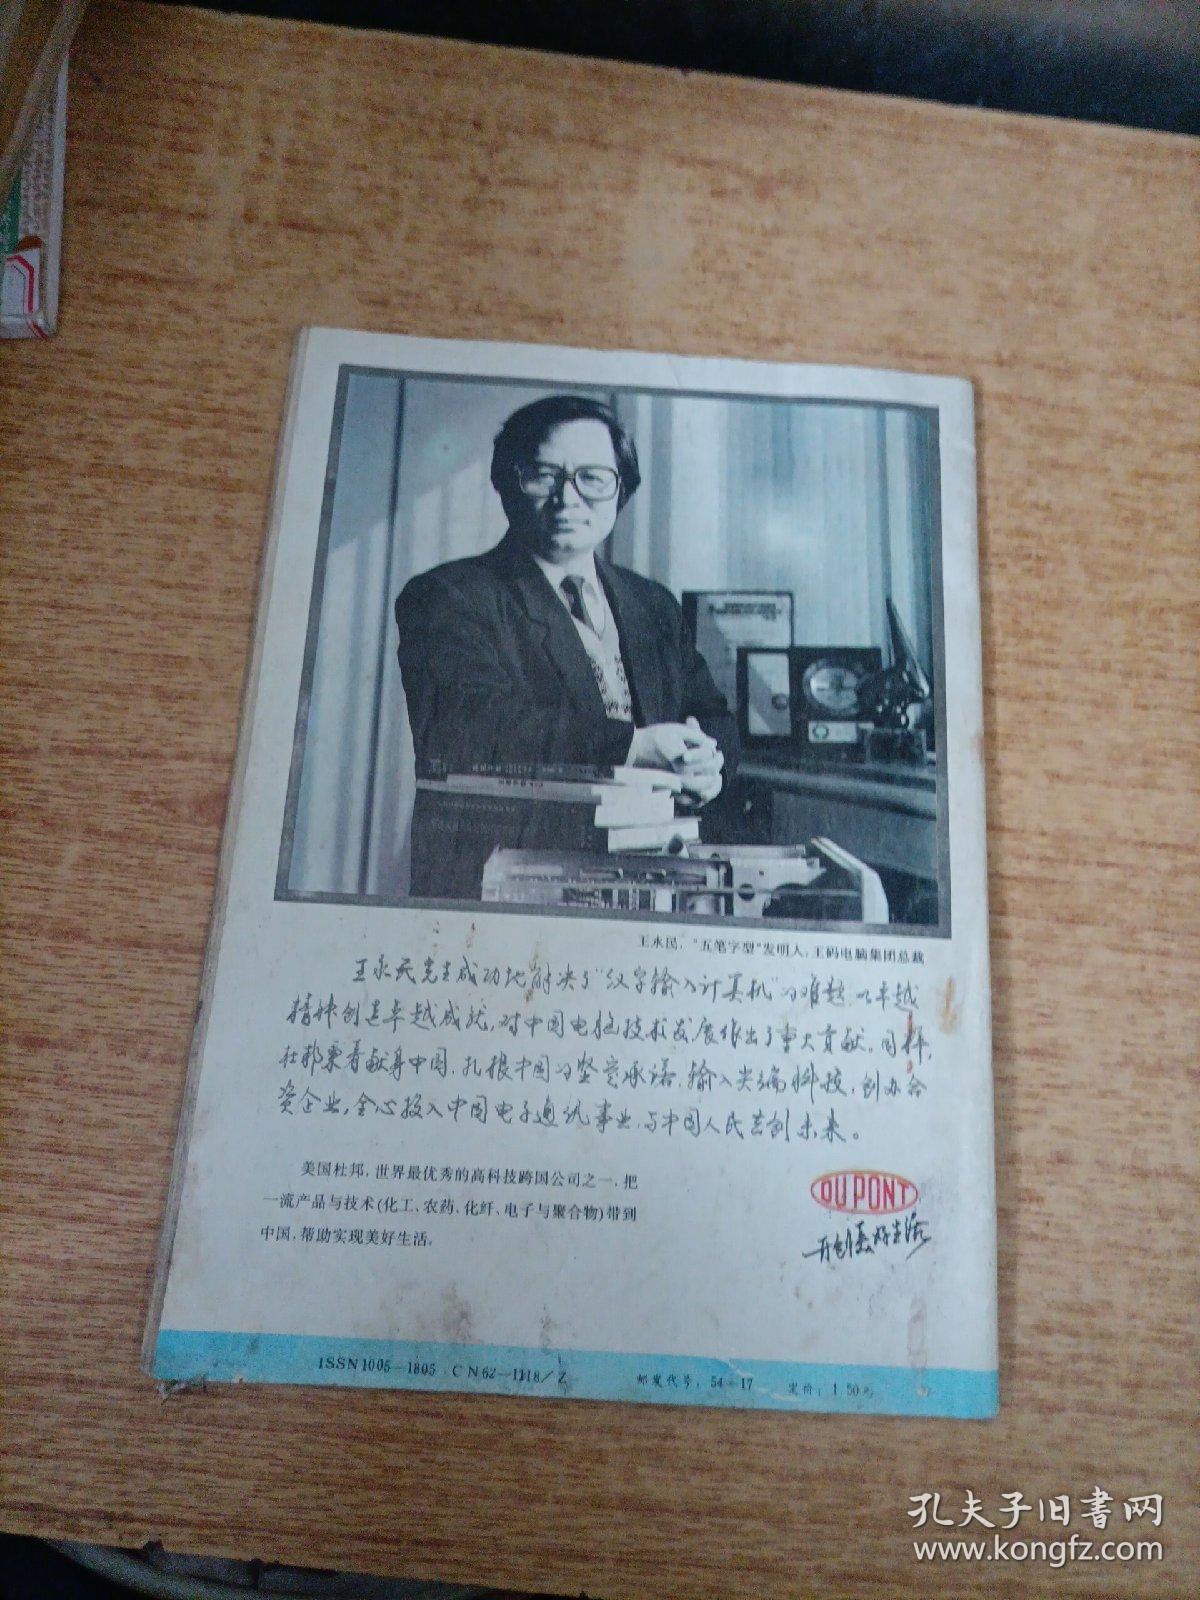 王永民，“五笔字型”发明人，王码电脑集团总裁
王永民先生成功地解决了“汉字输入计算机”的难题，以卓越
精神创造卓越成就，对中国电脑技术发展作出了重大贡献。同样，
杜邦秉着献身中国，扎根中国的坚定承诺，输入尖端科技，创办合
资企业，全心投入中国电子通讯事业，与中国人民共创未来。
美国杜邦，世界最优秀的高科技跨国公司之一，把
一流产品与技术(化工、农药、化纤、电子与聚合物)带到
中国，帮助实现美好生活。
DU PONT
开创美好生活
ISSN1005—1805 CN62—1118/Z 邮发代号：54—17 定价：1.50元
孔夫子旧书网
www.kongfz.com